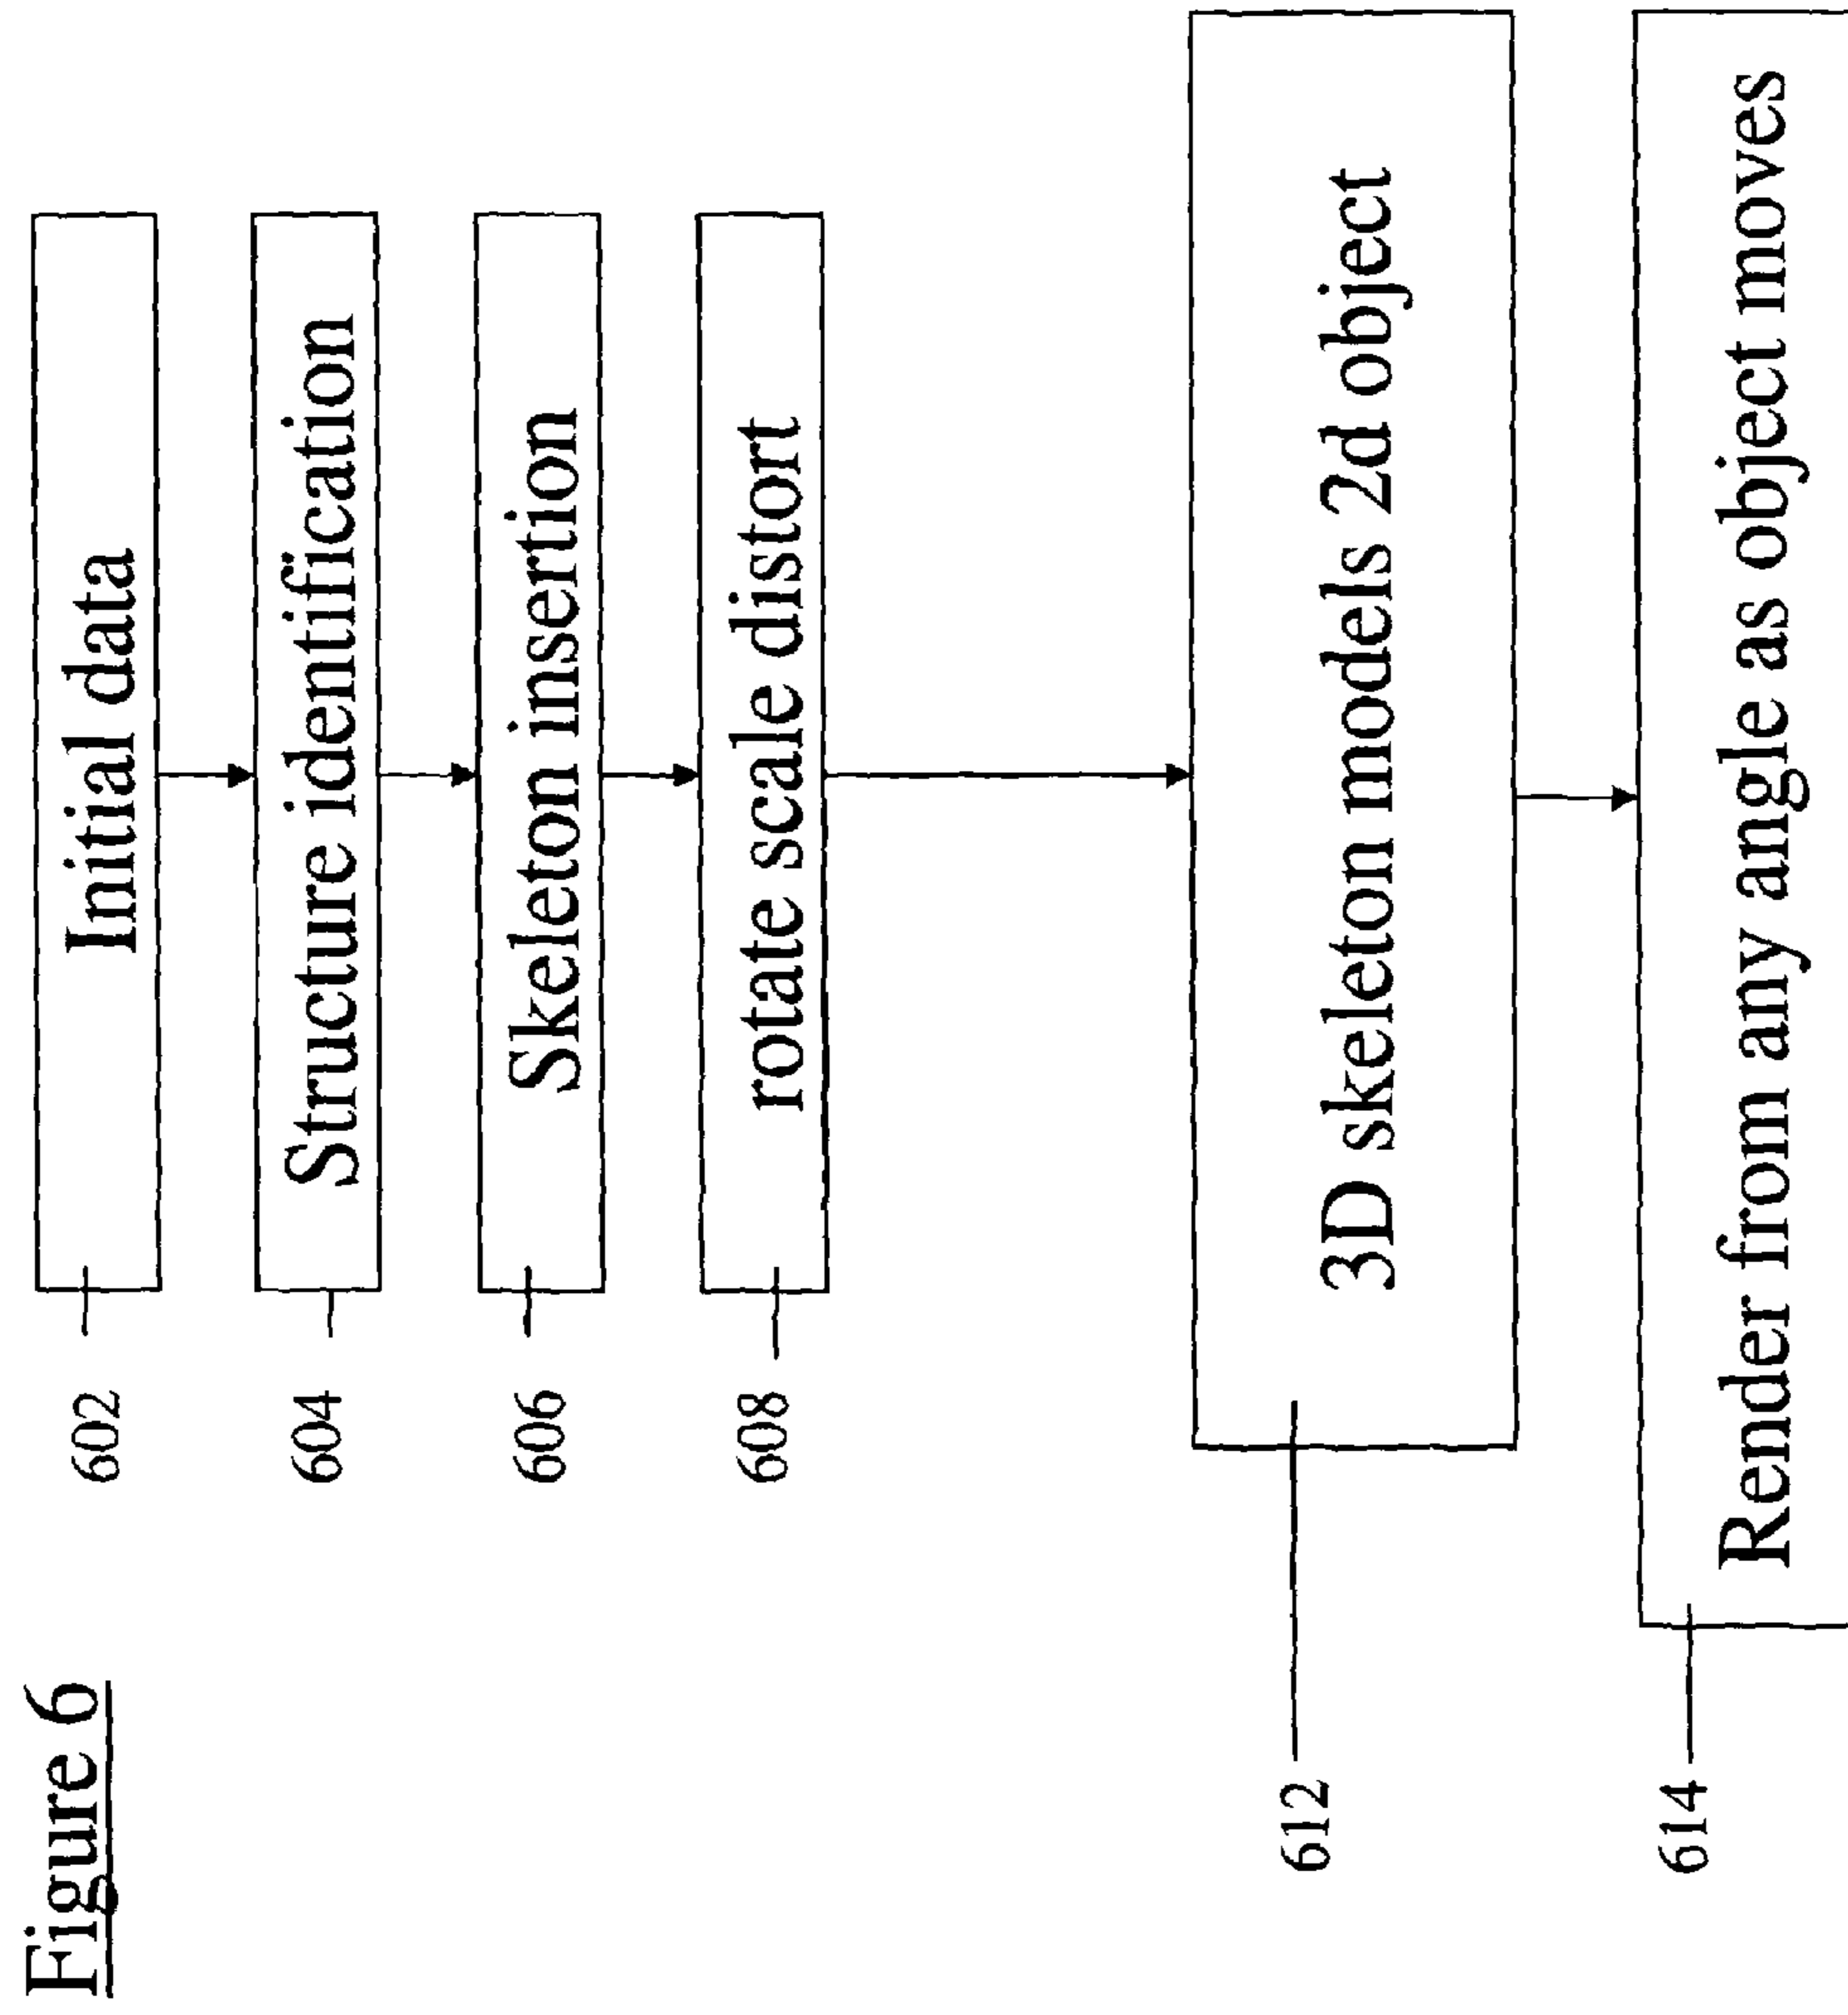 Figure 6
602
Initial data
604
Structure identification
606
Skeleton insertion
608
rotate scale distort
612
3D skeleton models 2d object
614
Render from any angle as object moves